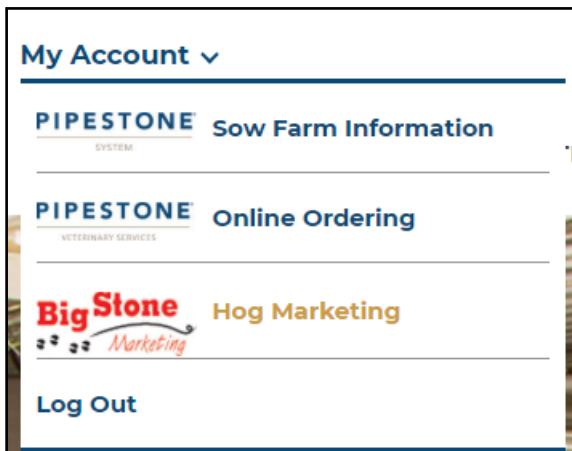 My Account
PIPESTONE
SYSTEM
Sow Farm Information
PIPESTONE
VETERINARY SERVICES
Online Ordering
Big Stone
Marketing
Hog Marketing
Log Out